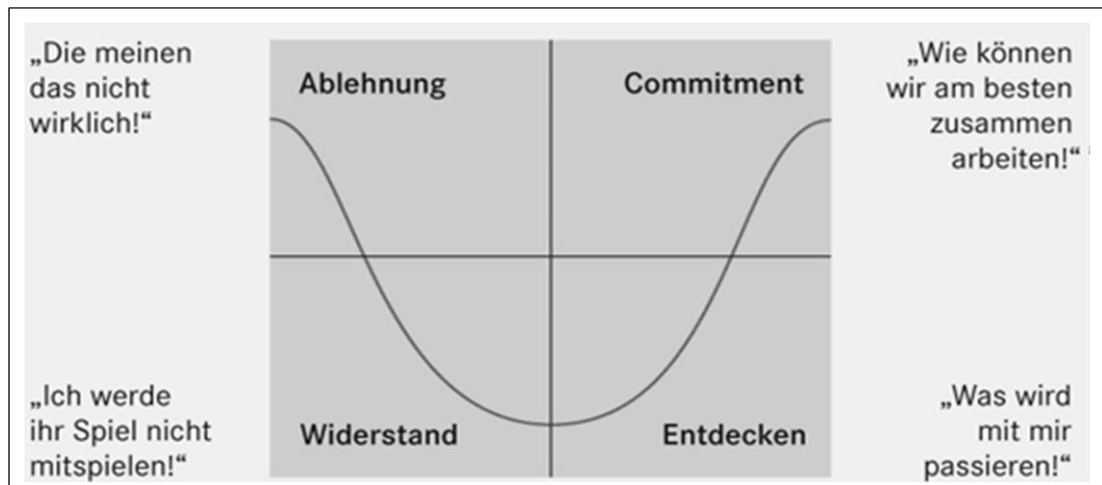 „Die meinen
das nicht
wirklich!“
Ablehnung
Commitment
„Wie können
wir am besten
zusammen
arbeiten!“
„Ich werde
ihr Spiel nicht
mitspielen!“
Widerstand
Entdecken
„Was wird
mit mir
passieren!“